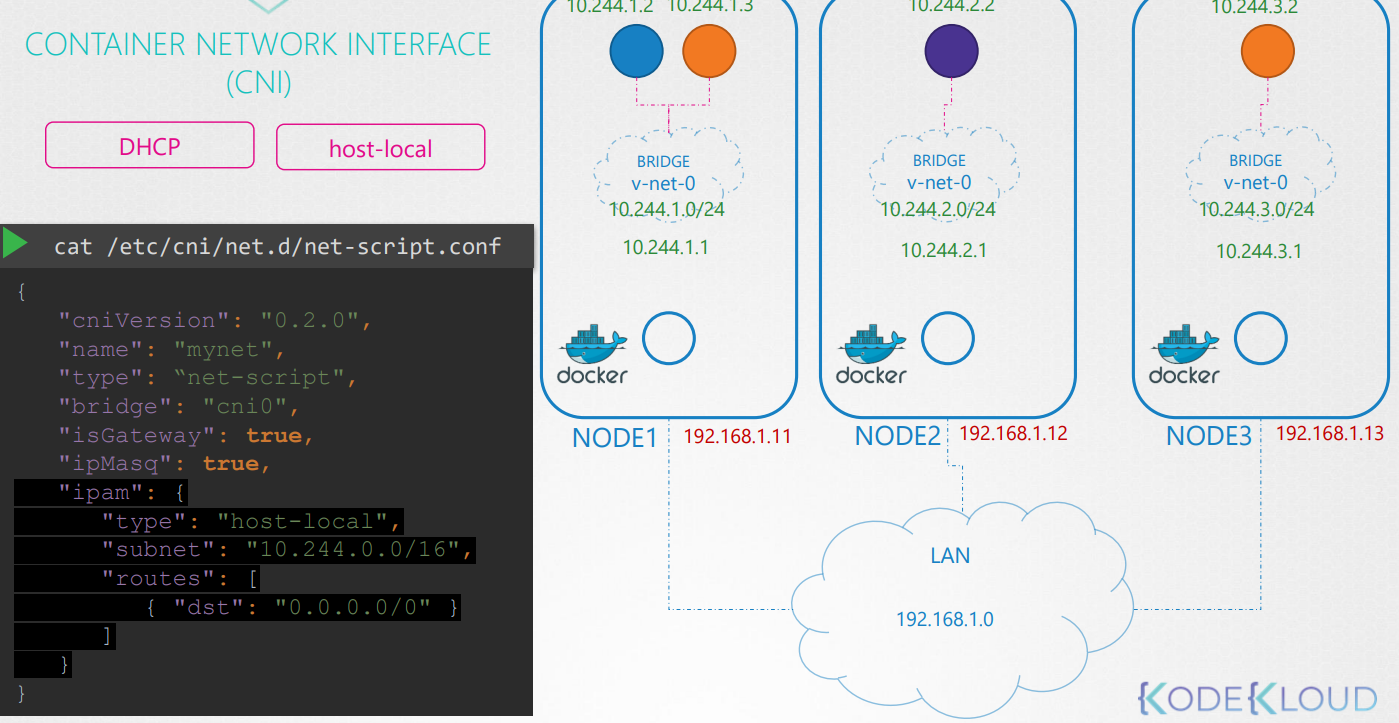 CONTAINER NETWORK INTERFACE
(CNI)
DHCP
host-local
cat /etc/cni/net.d/net-script.conf
{
"cniVersion": "0.2.0",
"name": "mynet",
"type": “net-script",
"bridge": "cni0",
"isGateway": true,
"ipMasq": true,
"ipam": {
"type": "host-local",
"subnet": "10.244.0.0/16",
"routes": [
{ "dst": "0.0.0.0/0" }
]
}
}
10.244.1.2 10.244.1.3
BRIDGE
v-net-0
10.244.1.0/24
10.244.1.1
docker
NODE1 192.168.1.11
10.244.2.2
BRIDGE
v-net-0
10.244.2.0/24
10.244.2.1
docker
NODE2 192.168.1.12
10.244.3.2
BRIDGE
v-net-0
10.244.3.0/24
10.244.3.1
docker
NODE3 192.168.1.13
LAN
192.168.1.0
KODEKLOUD